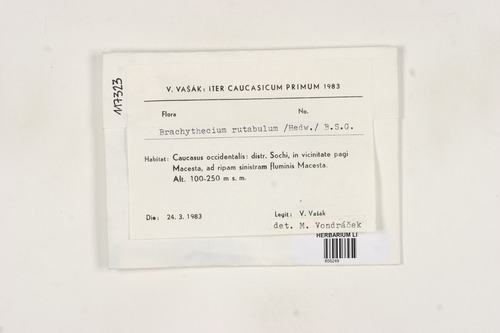 117323
V. VAŠÁK: ITER CAUCASICUM PRIMUM 1983
Flora No.
Brachythecium rutabulum /Hedw./ B.S.G.
Habitat: Caucasus occidentalis: distr. Sochi, in vicinitate pagi
Macesta, ad ripam sinistram fluminis Macesta.
Alt. 100-250 m s. m.
Die: 24. 3. 1983 Legit: V. Vašák
det. M. Vondráček
HERBARIUM LI